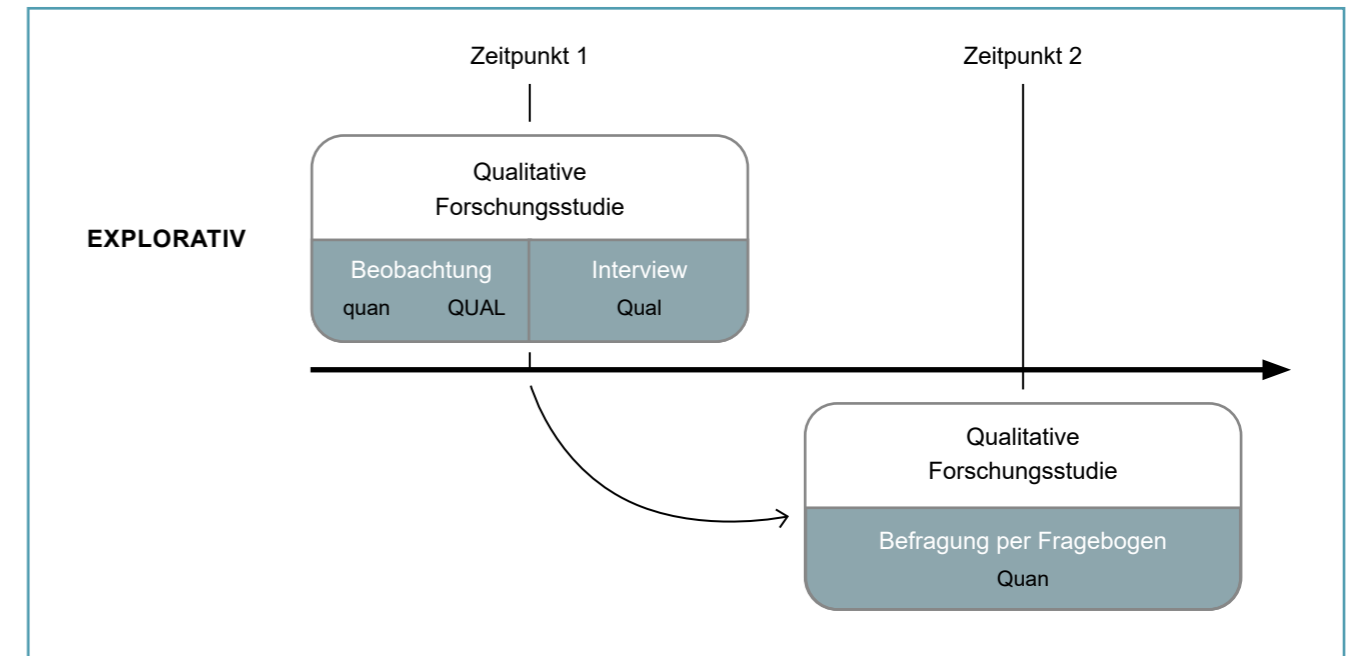 Zeitpunkt 1
Zeitpunkt 2
Qualitative
Forschungsstudie
EXPLORATIV
Beobachtung
Interview
quan
QUAL
Qual
Qualitative
Forschungsstudie
Befragung per Fragebogen
Quan